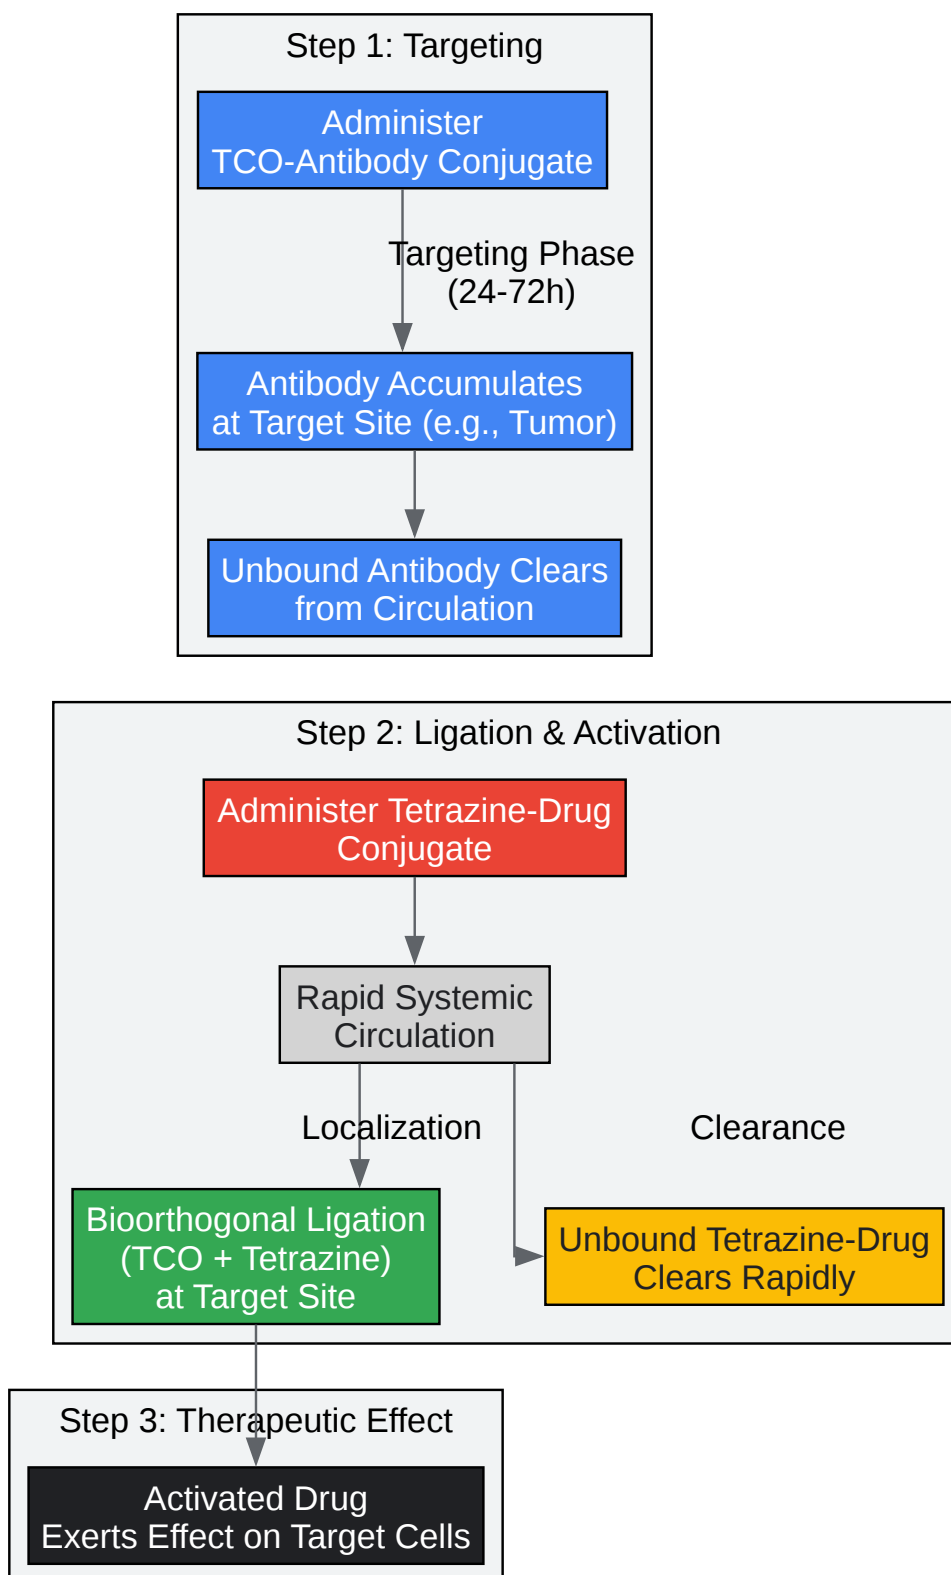 Step 1: Targeting
Administer
TCO-Antibody Conjugate
Targeting Phase
(24-72h)
Antibody Accumulates
at Target Site (e.g., Tumor)
Unbound Antibody Clears
from Circulation
Step 2: Ligation & Activation
Administer Tetrazine-Drug
Conjugate
Rapid Systemic
Circulation
Localization
Clearance
Bioorthogonal Ligation
(TCO + Tetrazine)
at Target Site
Unbound Tetrazine-Drug
Clears Rapidly
Step 3: Therapeutic Effect
Activated Drug
Exerts Effect on Target Cells